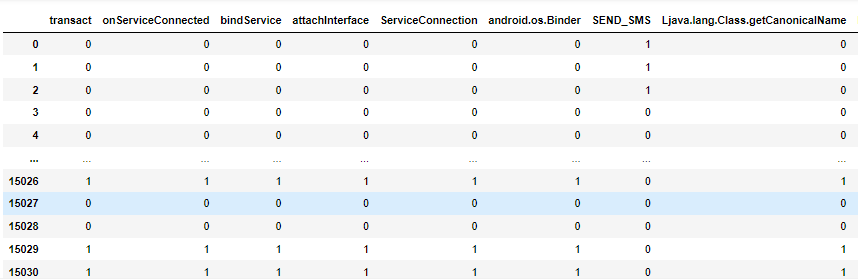 transact onServiceConnected bindService attachInterface ServiceConnection android.os.Binder SEND_SMS Ljava.lang.Class.getCanonicalName
0 0 0 0 0 0 0 1 0
1 0 0 0 0 0 0 1 0
2 0 0 0 0 0 0 1 0
3 0 0 0 0 0 0 0 0
4 0 0 0 0 0 0 0 0
... ... ... ... ... ... ... ... ...
15026 1 1 1 1 1 1 0 1
15027 0 0 0 0 0 0 0 0
15028 0 0 0 0 0 0 0 0
15029 1 1 1 1 1 1 0 1
15030 1 1 1 1 1 1 0 1